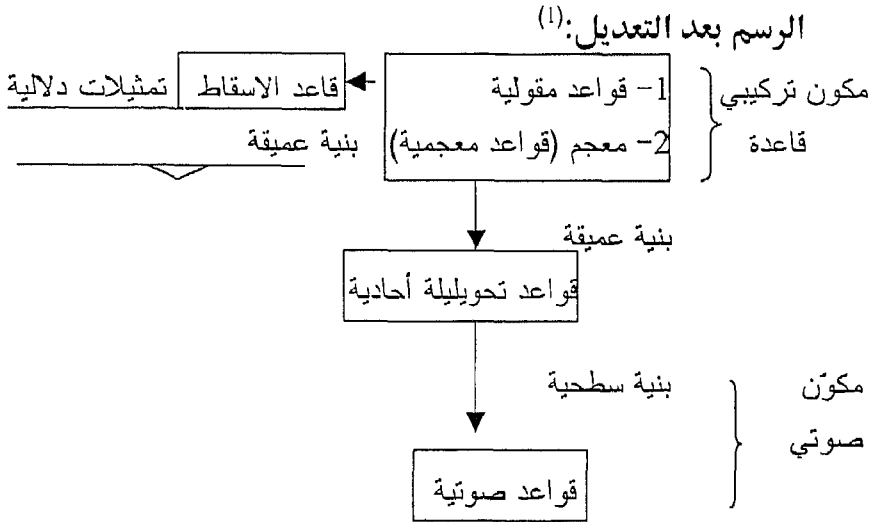 الرسم بعد التعديل:(1)
مكون تركيبي 1- قواعد مقولية قاعد الاسقاط تمثيلات دلالية
قاعدة 2- معجم (قواعد معجمية) بنية عميقة
بنية عميقة
قواعد تحويليلة أحادية
مكوّن بنية سطحية
صوتي
قواعد صوتية